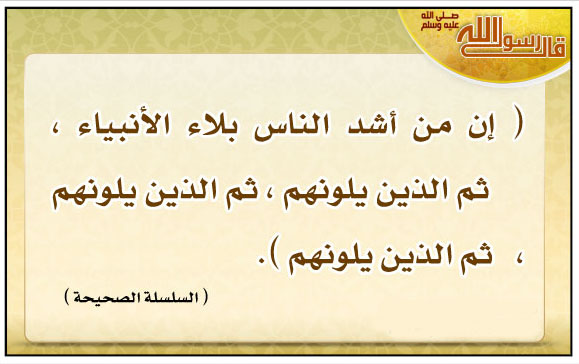 قال رسول الله
صلى الله
عليه وسلم
( إن من أشد الناس بلاء الأنبياء ،
ثم الذين يلونهم ، ثم الذين يلونهم
، ثم الذين يلونهم ).
( السلسلة الصحيحة )